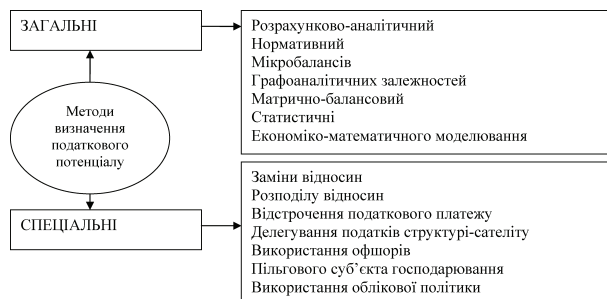 ЗАГАЛЬНІ
Розрахунково-аналітичний
Нормативний
Мікробалансів
Графоаналітичних залежностей
Матрично-балансовий
Статистичні
Економіко-математичного моделювання
Методи
визначення
податкового
потенціалу
СПЕЦІАЛЬНІ
Заміни відносин
Розподілу відносин
Відстрочення податкового платежу
Делегування податків структурі-сателіту
Використання офшорів
Пільгового суб’єкта господарювання
Використання облікової політики